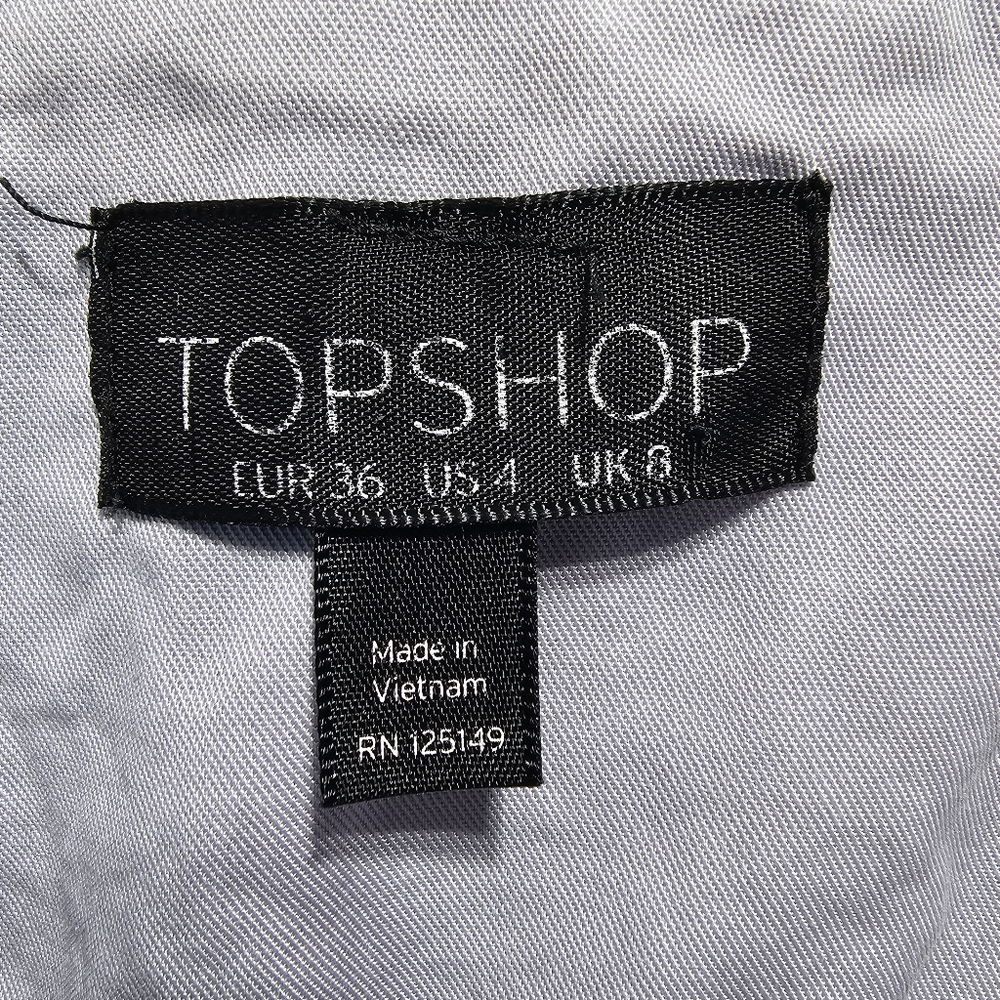 TOPSHOP
EUR 36 US 4 UK 8
Made in
Vietnam
RN 125149